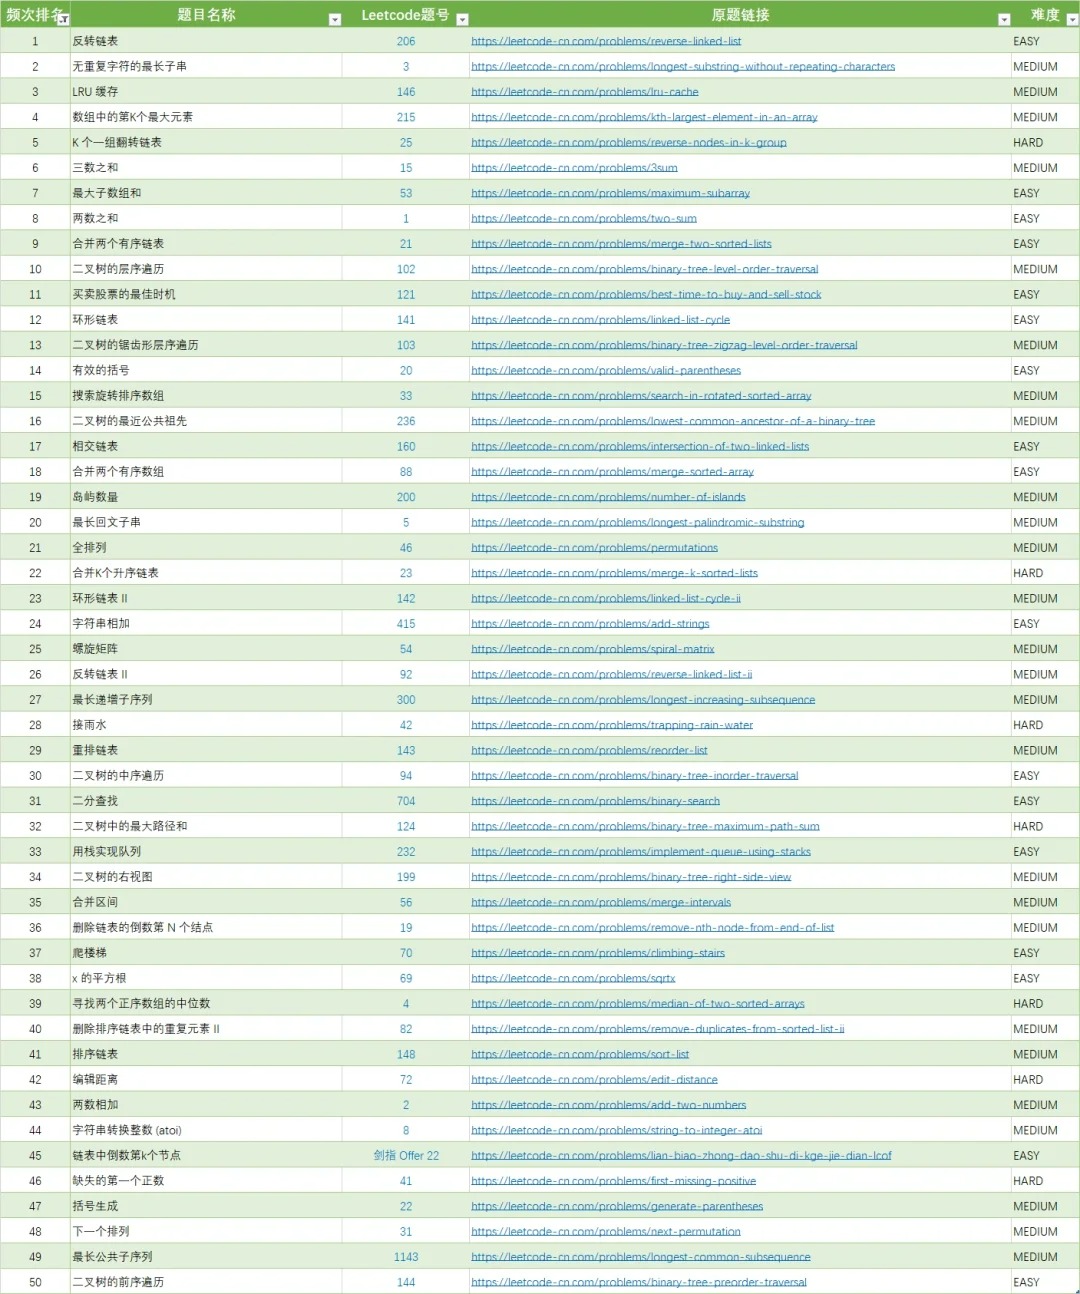 频次排名 题目名称 Leetcode题号 原题链接 难度
1 反转链表 206 https://leetcode-cn.com/problems/reverse-linked-list EASY
2 无重复字符的最长子串 3 https://leetcode-cn.com/problems/longest-substring-without-repeating-characters MEDIUM
3 LRU 缓存 146 https://leetcode-cn.com/problems/lru-cache MEDIUM
4 数组中的第K个最大元素 215 https://leetcode-cn.com/problems/kth-largest-element-in-an-array MEDIUM
5 K 个一组翻转链表 25 https://leetcode-cn.com/problems/reverse-nodes-in-k-group HARD
6 三数之和 15 https://leetcode-cn.com/problems/3sum MEDIUM
7 最大子数组和 53 https://leetcode-cn.com/problems/maximum-subarray EASY
8 两数之和 1 https://leetcode-cn.com/problems/two-sum EASY
9 合并两个有序链表 21 https://leetcode-cn.com/problems/merge-two-sorted-lists EASY
10 二叉树的层序遍历 102 https://leetcode-cn.com/problems/binary-tree-level-order-traversal MEDIUM
11 买卖股票的最佳时机 121 https://leetcode-cn.com/problems/best-time-to-buy-and-sell-stock EASY
12 环形链表 141 https://leetcode-cn.com/problems/linked-list-cycle EASY
13 二叉树的锯齿形层序遍历 103 https://leetcode-cn.com/problems/binary-tree-zigzag-level-order-traversal MEDIUM
14 有效的括号 20 https://leetcode-cn.com/problems/valid-parentheses EASY
15 搜索旋转排序数组 33 https://leetcode-cn.com/problems/search-in-rotated-sorted-array MEDIUM
16 二叉树的最近公共祖先 236 https://leetcode-cn.com/problems/lowest-common-ancestor-of-a-binary-tree MEDIUM
17 相交链表 160 https://leetcode-cn.com/problems/intersection-of-two-linked-lists EASY
18 合并两个有序数组 88 https://leetcode-cn.com/problems/merge-sorted-array EASY
19 岛屿数量 200 https://leetcode-cn.com/problems/number-of-islands MEDIUM
20 最长回文子串 5 https://leetcode-cn.com/problems/longest-palindromic-substring MEDIUM
21 全排列 46 https://leetcode-cn.com/problems/permutations MEDIUM
22 合并K个升序链表 23 https://leetcode-cn.com/problems/merge-k-sorted-lists HARD
23 环形链表 II 142 https://leetcode-cn.com/problems/linked-list-cycle-ii MEDIUM
24 字符串相加 415 https://leetcode-cn.com/problems/add-strings EASY
25 螺旋矩阵 54 https://leetcode-cn.com/problems/spiral-matrix MEDIUM
26 反转链表 II 92 https://leetcode-cn.com/problems/reverse-linked-list-ii MEDIUM
27 最长递增子序列 300 https://leetcode-cn.com/problems/longest-increasing-subsequence MEDIUM
28 接雨水 42 https://leetcode-cn.com/problems/trapping-rain-water HARD
29 重排链表 143 https://leetcode-cn.com/problems/reorder-list MEDIUM
30 二叉树的中序遍历 94 https://leetcode-cn.com/problems/binary-tree-inorder-traversal EASY
31 二分查找 704 https://leetcode-cn.com/problems/binary-search EASY
32 二叉树中的最大路径和 124 https://leetcode-cn.com/problems/binary-tree-maximum-path-sum HARD
33 用栈实现队列 232 https://leetcode-cn.com/problems/implement-queue-using-stacks EASY
34 二叉树的右视图 199 https://leetcode-cn.com/problems/binary-tree-right-side-view MEDIUM
35 合并区间 56 https://leetcode-cn.com/problems/merge-intervals MEDIUM
36 删除链表的倒数第 N 个结点 19 https://leetcode-cn.com/problems/remove-nth-node-from-end-of-list MEDIUM
37 爬楼梯 70 https://leetcode-cn.com/problems/climbing-stairs EASY
38 x 的平方根 69 https://leetcode-cn.com/problems/sqrtx EASY
39 寻找两个正序数组的中位数 4 https://leetcode-cn.com/problems/median-of-two-sorted-arrays HARD
40 删除排序链表中的重复元素 II 82 https://leetcode-cn.com/problems/remove-duplicates-from-sorted-list-ii MEDIUM
41 排序链表 148 https://leetcode-cn.com/problems/sort-list MEDIUM
42 编辑距离 72 https://leetcode-cn.com/problems/edit-distance HARD
43 两数相加 2 https://leetcode-cn.com/problems/add-two-numbers MEDIUM
44 字符串转换整数 (atoi) 8 https://leetcode-cn.com/problems/string-to-integer-atoi MEDIUM
45 链表中倒数第k个节点 剑指 Offer 22 https://leetcode-cn.com/problems/lian-biao-zhong-dao-shu-di-kge-jie-dian-lcof EASY
46 缺失的第一个正数 41 https://leetcode-cn.com/problems/first-missing-positive HARD
47 括号生成 22 https://leetcode-cn.com/problems/generate-parentheses MEDIUM
48 下一个排列 31 https://leetcode-cn.com/problems/next-permutation MEDIUM
49 最长公共子序列 1143 https://leetcode-cn.com/problems/longest-common-subsequence MEDIUM
50 二叉树的前序遍历 144 https://leetcode-cn.com/problems/binary-tree-preorder-traversal EASY